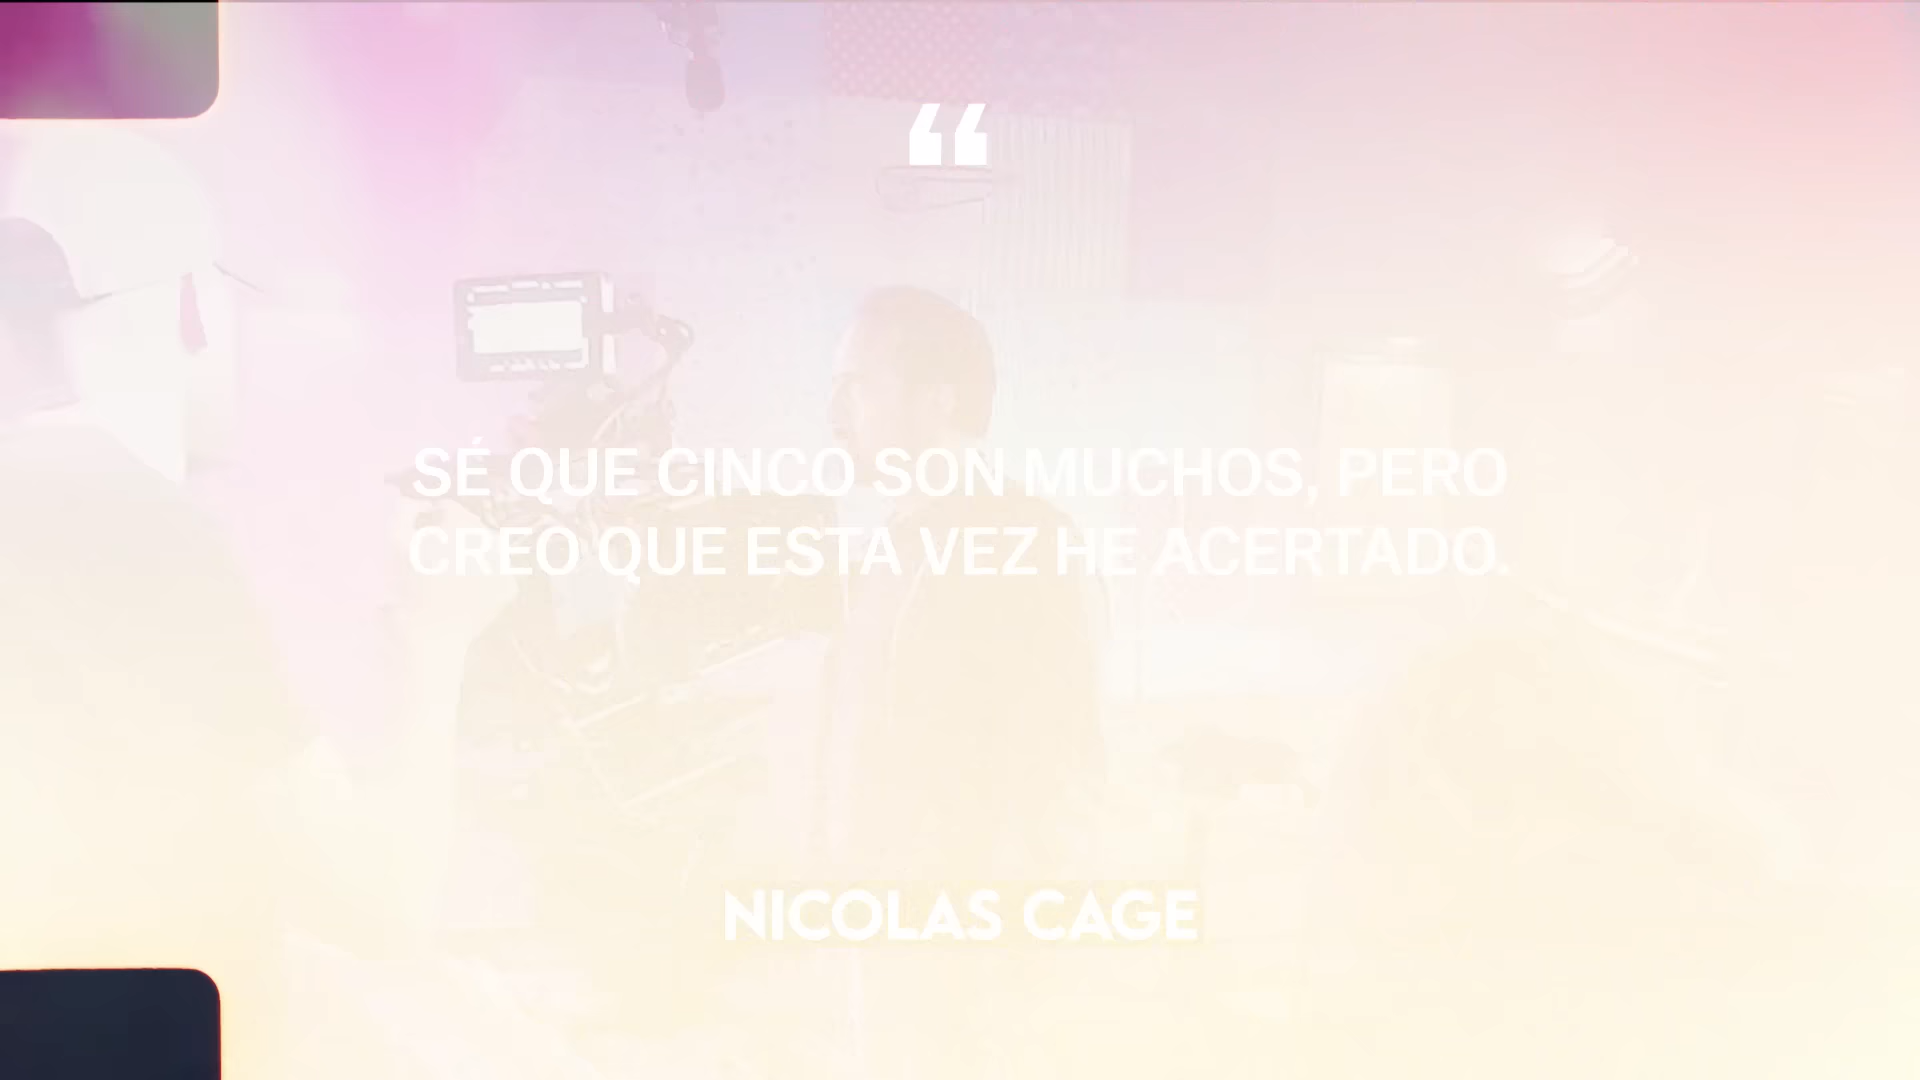 “
SÉ QUE CINCO SON MUCHOS, PERO
CREO QUE ESTA VEZ HE ACERTADO.
NICOLAS CAGE